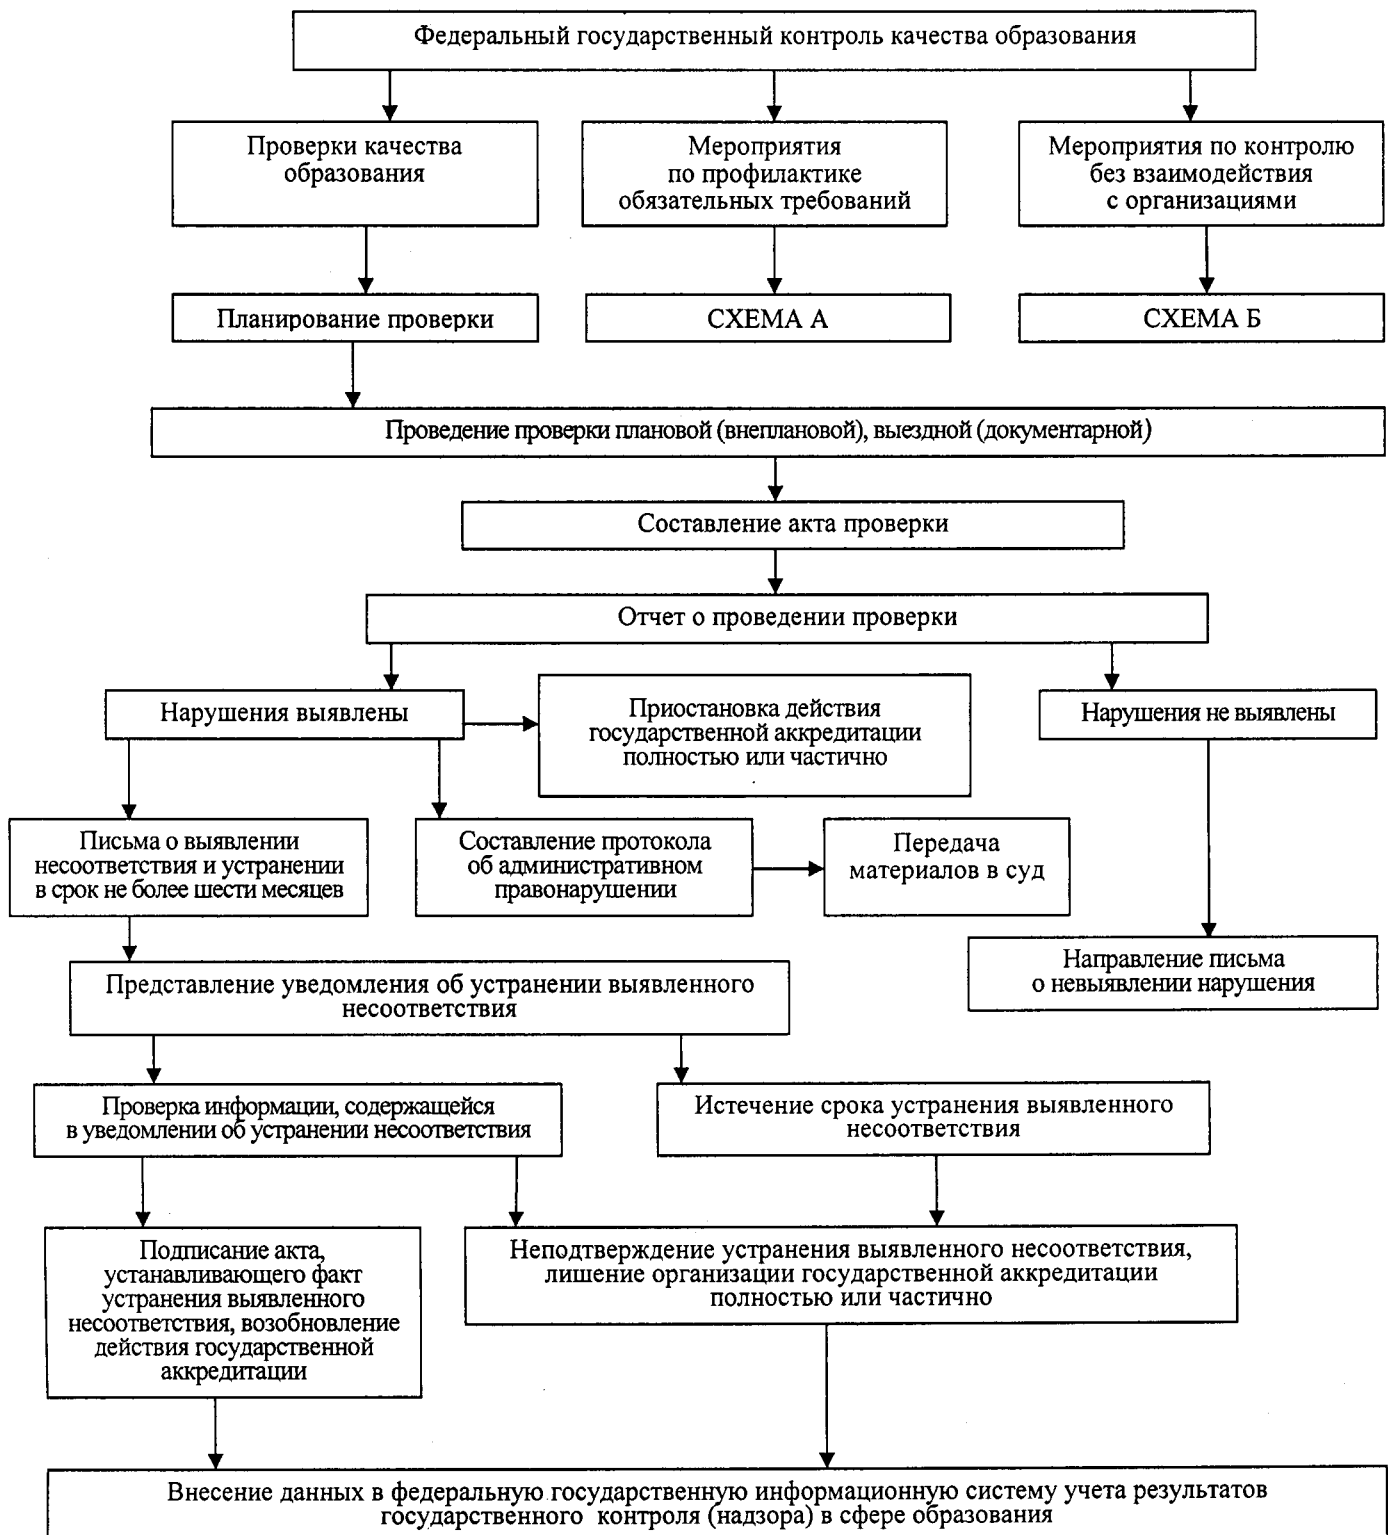 Федеральный государственный контроль качества образования
Проверки качества
образования
Мероприятия
по профилактике
обязательных требований
Мероприятия по контролю
без взаимодействия
с организациями
Планирование проверки
СХЕМА А
СХЕМА Б
Проведение проверки плановой (внеплановой), выездной (документарной)
Составление акта проверки
Отчет о проведении проверки
Нарушения выявлены
Приостановка действия
государственной аккредитации
полностью или частично
Нарушения не выявлены
Письма о выявлении
несоответствия и устранении
в срок не более шести месяцев
Составление протокола
об административном
правонарушении
Передача
материалов в суд
Направление письма
о невыявлении нарушения
Представление уведомления об устранении выявленного
несоответствия
Проверка информации, содержащейся
в уведомлении об устранении несоответствия
Истечение срока устранения выявленного
несоответствия
Подписание акта,
устанавливающего факт
устранения выявленного
несоответствия, возобновление
действия государственной
аккредитации
Неподтверждение устранения выявленного несоответствия,
лишение организации государственной аккредитации
полностью или частично
Внесение данных в федеральную государственную информационную систему учета результатов
государственного контроля (надзора) в сфере образования